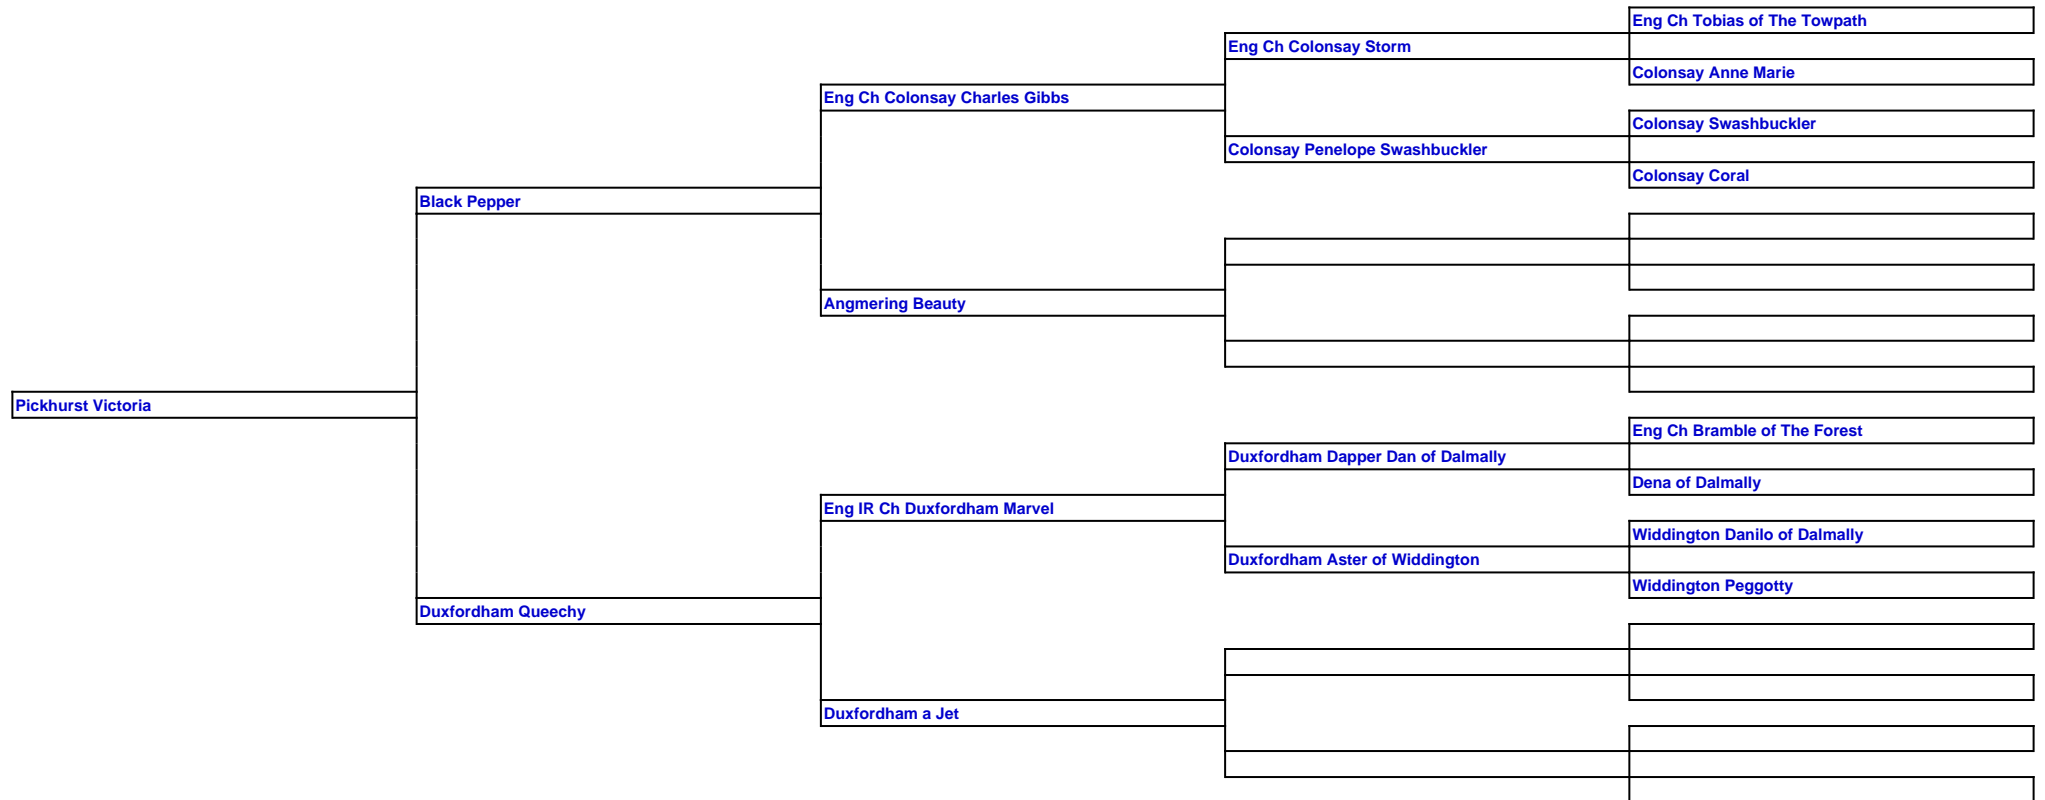 Eng Ch Tobias of The Towpath
Eng Ch Colonsay Storm
Colonsay Anne Marie
Eng Ch Colonsay Charles Gibbs
Colonsay Swashbuckler
Colonsay Penelope Swashbuckler
Colonsay Coral
Black Pepper
Angmering Beauty
Pickhurst Victoria
Eng Ch Bramble of The Forest
Duxfordham Dapper Dan of Dalmally
Dena of Dalmally
Eng IR Ch Duxfordham Marvel
Widdington Danilo of Dalmally
Duxfordham Aster of Widdington
Widdington Peggotty
Duxfordham Queechy
Duxfordham a Jet